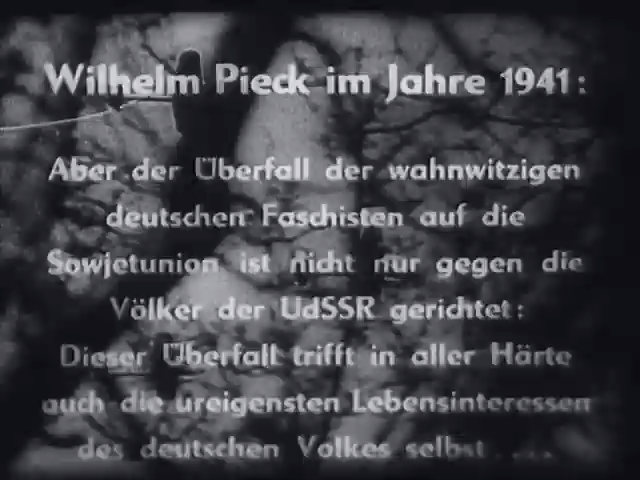 Wilhelm Pieck im Jahre 1941:
Aber der Überfall der wahnwitzigen
deutschen Faschisten auf die
Sowjetunion ist nicht nur gegen die
Völker der UdSSR gerichtet:
Dieser Überfall trifft in aller Härte
auch die ureigensten Lebensinteressen
des deutschen Volkes selbst....